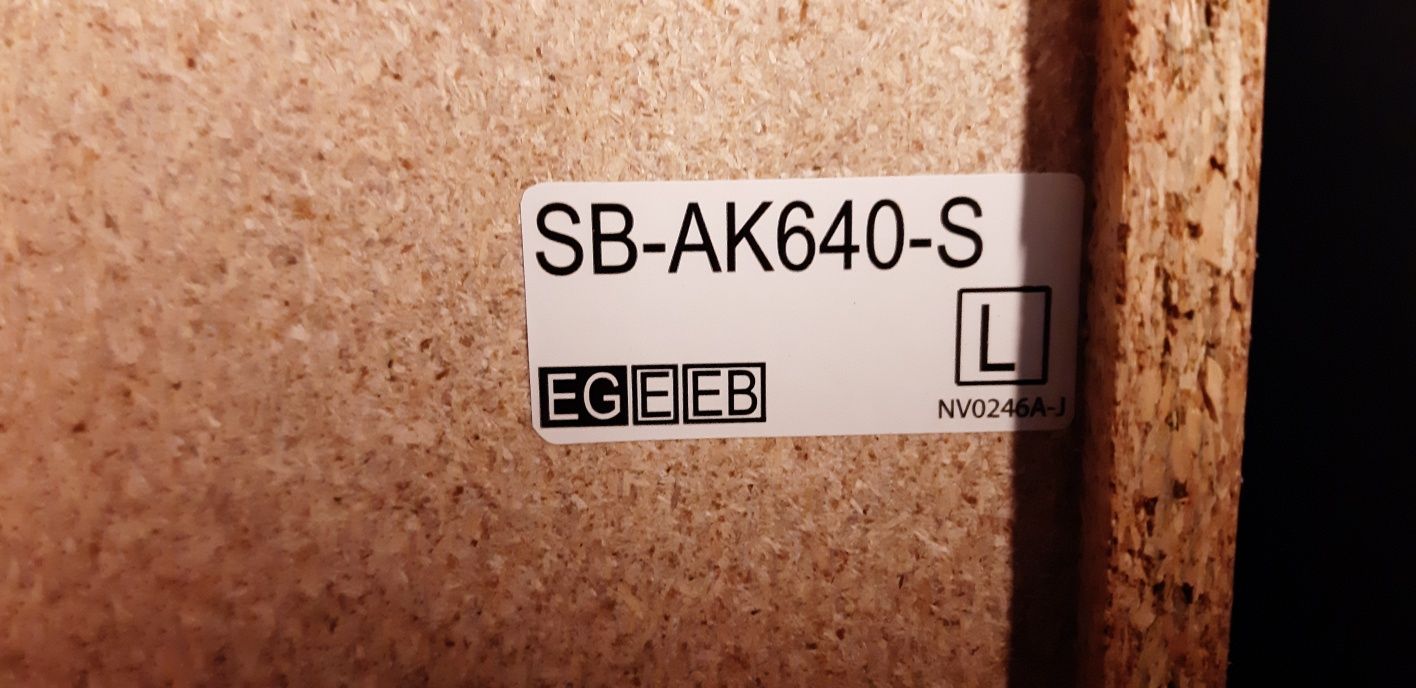 SB-AK640-S
L
EG E EB
NV0246A-J